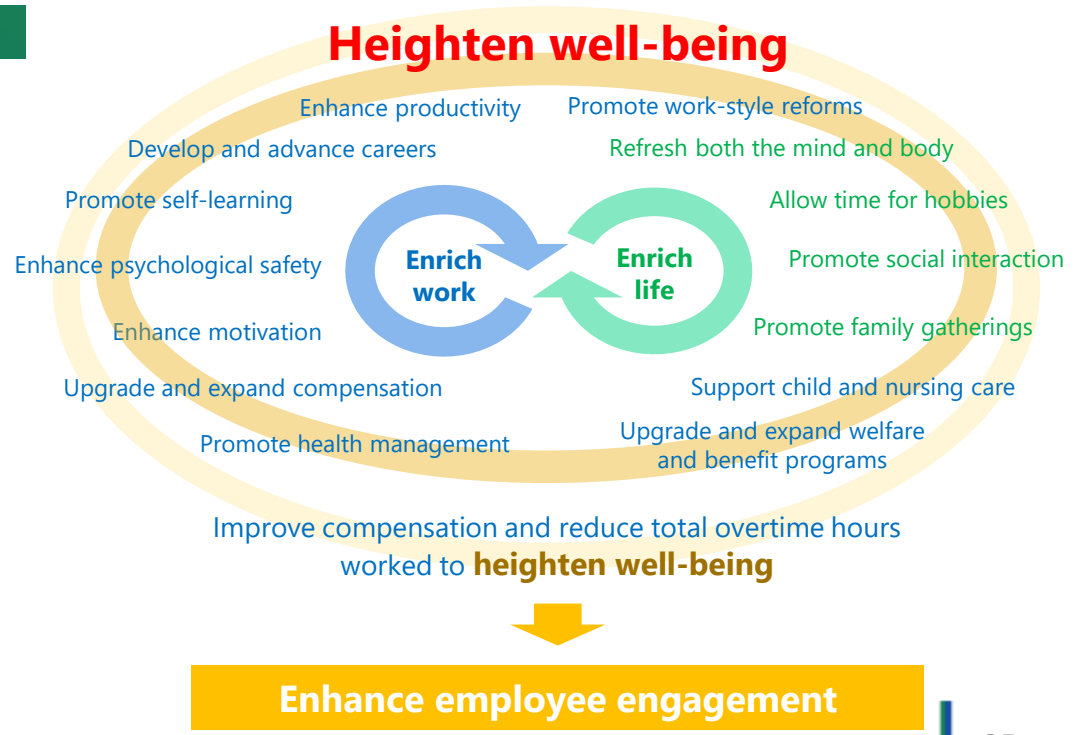 Heighten well-being
Enhance productivity
Promote work-style reforms
Develop and advance careers
Refresh both the mind and body
Promote self-learning
Allow time for hobbies
Enhance psychological safety
Enrich
work
Enrich
life
Promote social interaction
Enhance motivation
Promote family gatherings
Upgrade and expand compensation
Support child and nursing care
Promote health management
Upgrade and expand welfare
and benefit programs
Improve compensation and reduce total overtime hours
worked to heighten well-being
Enhance employee engagement